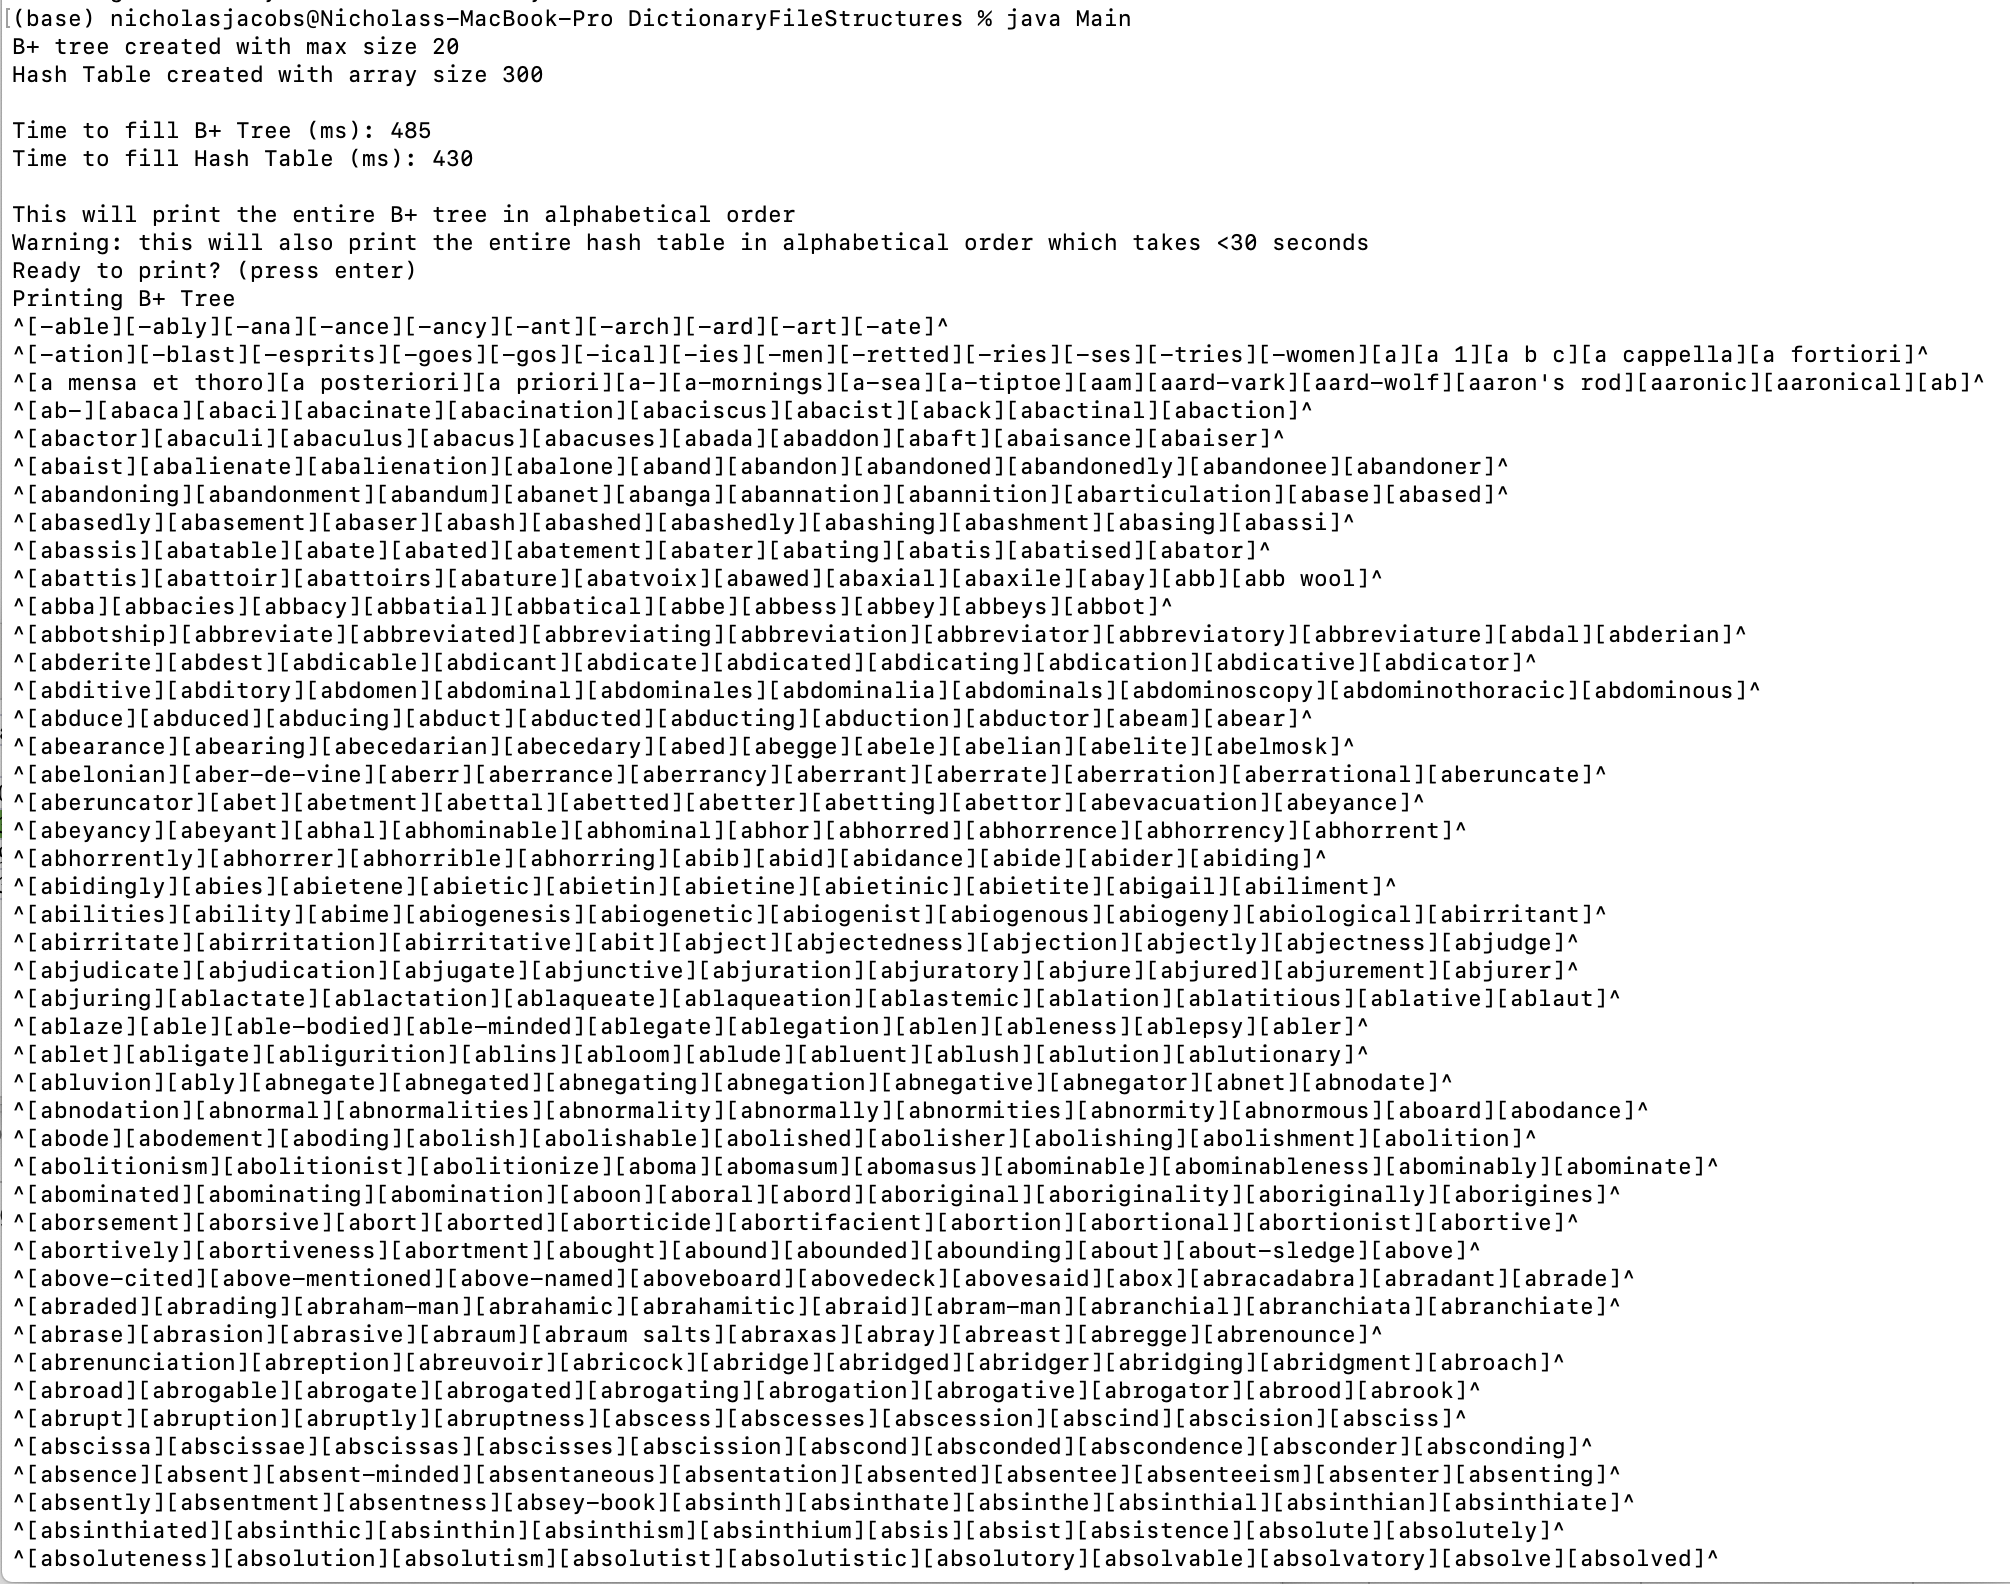 [(base) nicholasjacobs@Nicholass-MacBook-Pro DictionaryFileStructures % java Main
B+ tree created with max size 20
Hash Table created with array size 300
Time to fill B+ Tree (ms): 485
Time to fill Hash Table (ms): 430
This will print the entire B+ tree in alphabetical order
Warning: this will also print the entire hash table in alphabetical order which takes <30 seconds
Ready to print? (press enter)
Printing B+ Tree
^[-able][-ably][-ana][-ance][-ancy][-ant][-arch][-ard][-art][-ate]^
^[-ation][-blast][-esprits][-goes][-gos][-ical][-ies][-men][-retted][-ries][-ses][-tries][-women][a][a 1][a b c][a cappella][a fortiori]^
^[a mensa et thoro][a posteriori][a priori][a-][a-mornings][a-sea][a-tiptoe][aam][aard-vark][aard-wolf][aaron's rod][aaronic][aaronical][ab]^
^[ab-][abaca][abaci][abacinate][abacination][abaciscus][abacist][aback][abactinal][abaction]^
^[abactor][abaculi][abaculus][abacus][abacuses][abada][abaddon][abaft][abaisance][abaiser]^
^[abaist][abalienate][abalienation][abalone][aband][abandon][abandoned][abandonedly][abandonee][abandoner]^
^[abandoning][abandonment][abandum][abanet][abanga][abannation][abannition][abarticulation][abase][abased]^
^[abasedly][abasement][abaser][abash][abashed][abashedly][abashing][abashment][abasing][abassi]^
^[abassis][abatable][abate][abated][abatement][abater][abating][abatis][abatised][abator]^
^[abattis][abattoir][abattoirs][abature][abatvoix][abawed][abaxial][abaxile][abay][abb][abb wool]^
^[abba][abbacies][abbacy][abbatial][abbatical][abbe][abbess][abbey][abbeys][abbot]^
^[abbotship][abbreviate][abbreviated][abbreviating][abbreviation][abbreviator][abbreviatory][abbreviature][abdal][abderian]^
^[abderite][abdest][abdicable][abdicant][abdicate][abdicated][abdicating][abdication][abdicative][abdicator]^
^[abditive][abditory][abdomen][abdominal][abdominales][abdominalia][abdominals][abdominoscopy][abdominothoracic][abdominous]^
^[abduce][abduced][abducing][abduct][abducted][abducting][abduction][abductor][abeam][abear]^
^[abearance][abearing][abecedarian][abecedary][abed][abegge][abele][abelian][abelite][abelmosk]^
^[abelonian][aber-de-vine][aberr][aberrance][aberrancy][aberrant][aberrate][aberration][aberrational][aberuncate]^
^[aberuncator][abet][abetment][abettal][abetted][abetter][abetting][abettor][abevacuation][abeyance]^
^[abeyancy][abeyant][abhal][abhominable][abhominal][abhor][abhorred][abhorrence][abhorrency][abhorrent]^
^[abhorrently][abhorrer][abhorrible][abhorring][abib][abid][abidance][abide][abider][abiding]^
^[abidingly][abies][abietene][abietic][abietin][abietine][abietinic][abietite][abigail][abiliment]^
^[abilities][ability][abime][abiogenesis][abiogenetic][abiogenist][abiogenous][abiogeny][abiological][abirritant]^
^[abirritate][abirritation][abirritative][abit][abject][abjectedness][abjection][abjectly][abjectness][abjudge]^
^[abjudicate][abjudication][abjugate][abjunctive][abjuration][abjuratory][abjure][abjured][abjurement][abjurer]^
^[abjuring][ablactate][ablactation][ablaqueate][ablaqueation][ablastemic][ablation][ablatitious][ablative][ablaut]^
^[ablaze][able][able-bodied][able-minded][ablegate][ablegation][ablen][ableness][ablepsy][abler]^
^[ablet][abligate][abligurition][ablins][abloom][ablude][abluent][ablush][ablution][ablutionary]^
^[abluvion][ably][abnegate][abnegated][abnegating][abnegation][abnegative][abnegator][abnet][abnodate]^
^[abnodation][abnormal][abnormalities][abnormality][abnormally][abnormities][abnormity][abnormous][aboard][abodance]^
^[abode][abodement][aboding][abolish][abolishable][abolished][abolisher][abolishing][abolishment][abolition]^
^[abolitionism][abolitionist][abolitionize][aboma][abomasum][abomasus][abominable][abominableness][abominably][abominate]^
^[abominated][abominating][abomination][aboon][aboral][abord][aboriginal][aboriginality][aboriginally][aborigines]^
^[aborsement][aborsive][abort][aborted][aborticide][abortifacient][abortion][abortional][abortionist][abortive]^
^[abortively][abortiveness][abortment][abought][abound][abounded][abounding][about][about-sledge][above]^
^[above-cited][above-mentioned][above-named][aboveboard][abovedeck][abovesaid][abox][abracadabra][abradant][abrade]^
^[abraded][abrading][abraham-man][abrahamic][abrahamitic][abraid][abram-man][abranchial][abranchiata][abranchiate]^
^[abrase][abrasion][abrasive][abraum][abraum salts][abraxas][abray][abreast][abregge][abrenounce]^
^[abrenunciation][abreption][abreuvoir][abricock][abridge][abridged][abridger][abridging][abridgment][abroach]^
^[abroad][abrogable][abrogate][abrogated][abrogating][abrogation][abrogative][abrogator][abrood][abrook]^
^[abrupt][abruption][abruptly][abruptness][abscess][abscesses][abscession][abscind][abscision][absciss]^
^[abscissa][abscissae][abscissas][abscisses][abscission][abscond][absconded][abscondence][absconder][absconding]^
^[absence][absent][absent-minded][absentaneous][absentation][absented][absentee][absenteeism][absenter][absenting]^
^[absently][absentment][absentness][absey-book][absinth][absinthate][absinthe][absinthial][absinthian][absinthiate]^
^[absinthiated][absinthic][absinthin][absinthism][absinthium][absis][absist][absistence][absolute][absolutely]^
^[absoluteness][absolution][absolutism][absolutist][absolutistic][absolutory][absolvable][absolvatory][absolve][absolved]^